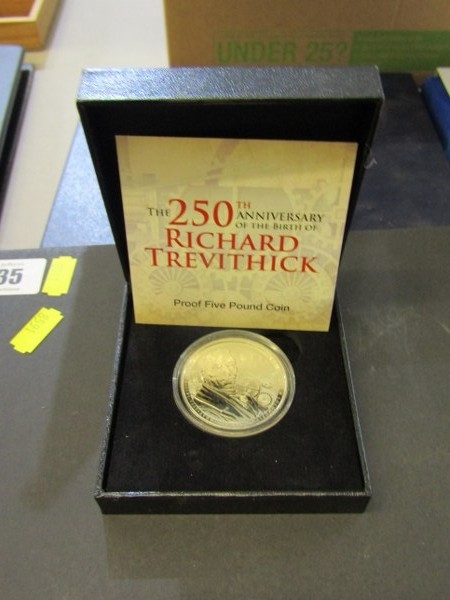 UNDER 25?
THE 250TH ANNIVERSARY
OF THE BIRTH OF
RICHARD
TREVITHICK
Proof Five Pound Coin
35